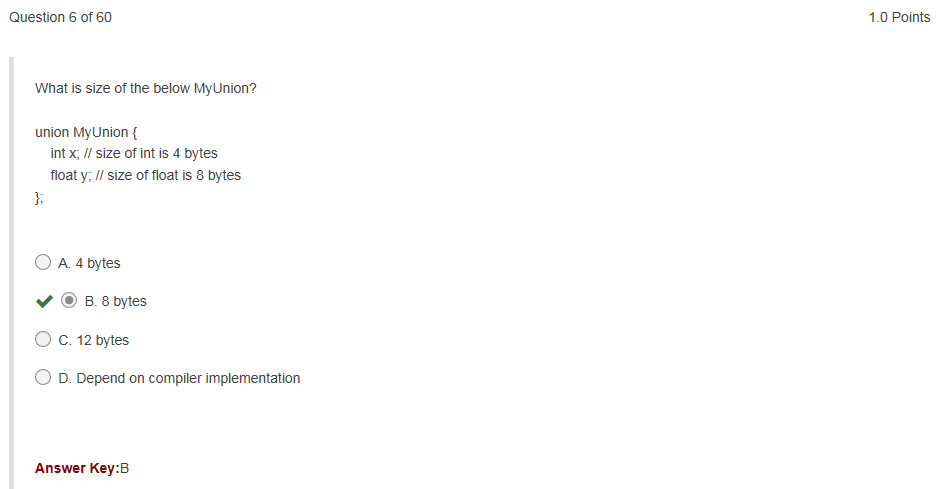 Question 6 of 60
1.0 Points
What is size of the below MyUnion?
union MyUnion {
int x; // size of int is 4 bytes
float y; // size of float is 8 bytes
};
A. 4 bytes
B. 8 bytes
C. 12 bytes
D. Depend on compiler implementation
Answer Key:B